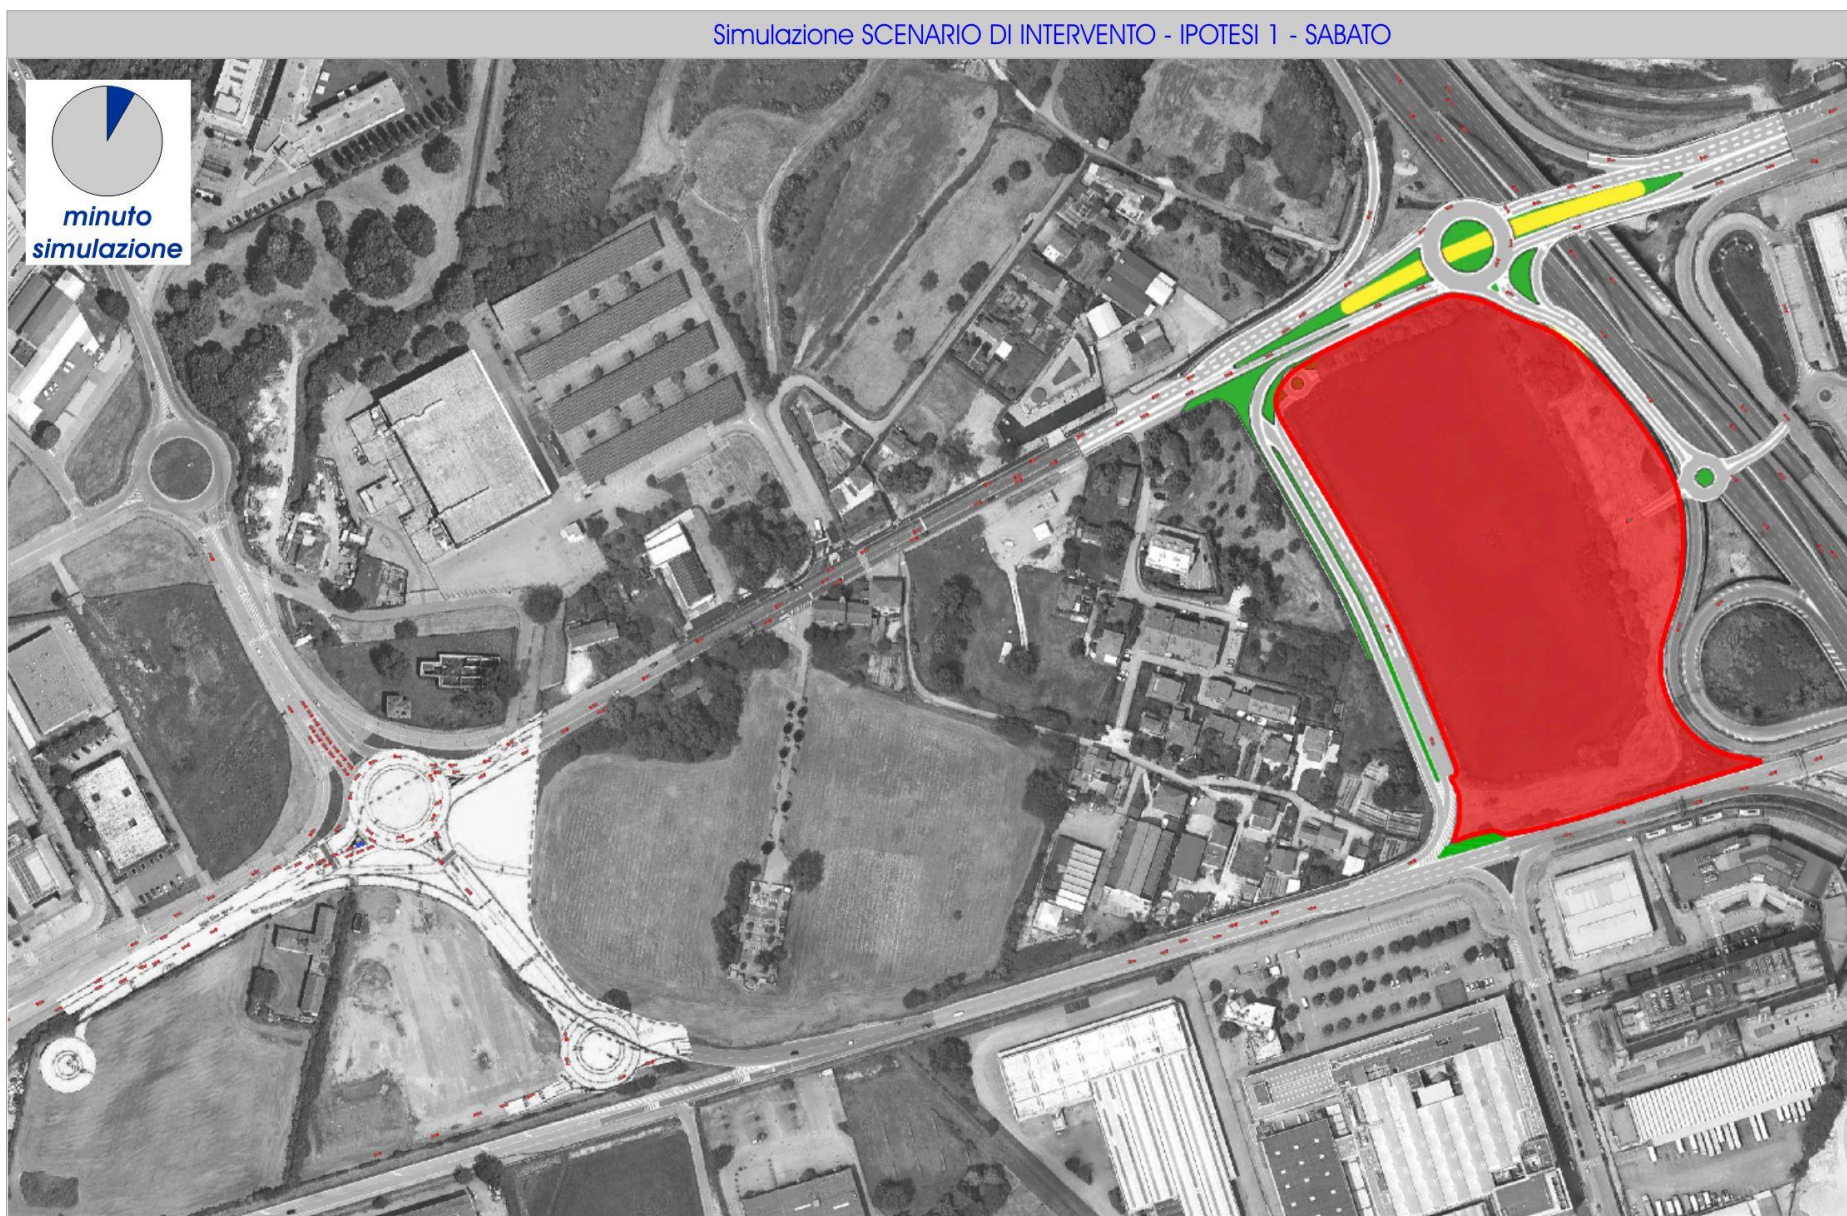 Simulazione SCENARIO DI INTERVENTO - IPOTESI 1 - SABATO
minuto
simulazione